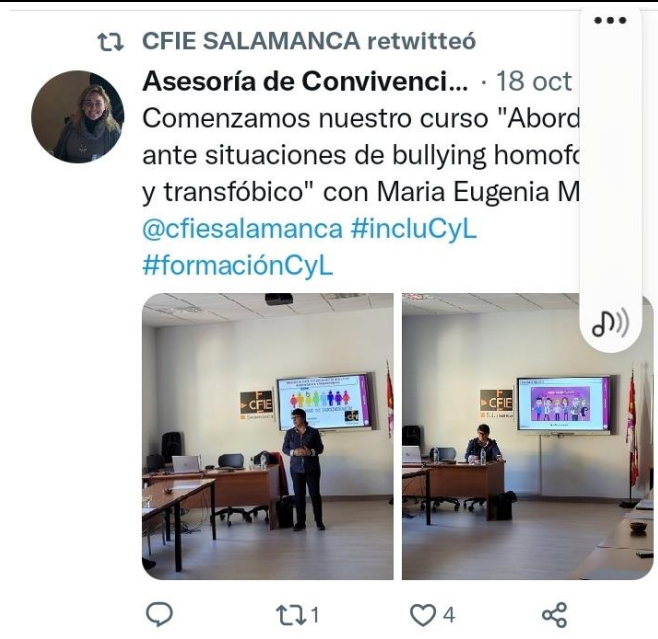 CFIE SALAMANCA retwitteó
Asesoría de Convivenci... · 18 oct
Comenzamos nuestro curso "Abord
ante situaciones de bullying homofo
y transfóbico" con Maria Eugenia M
@cfiesalamanca #incluCyL
#formaciónCyL
CFIE
CFIE
1
4